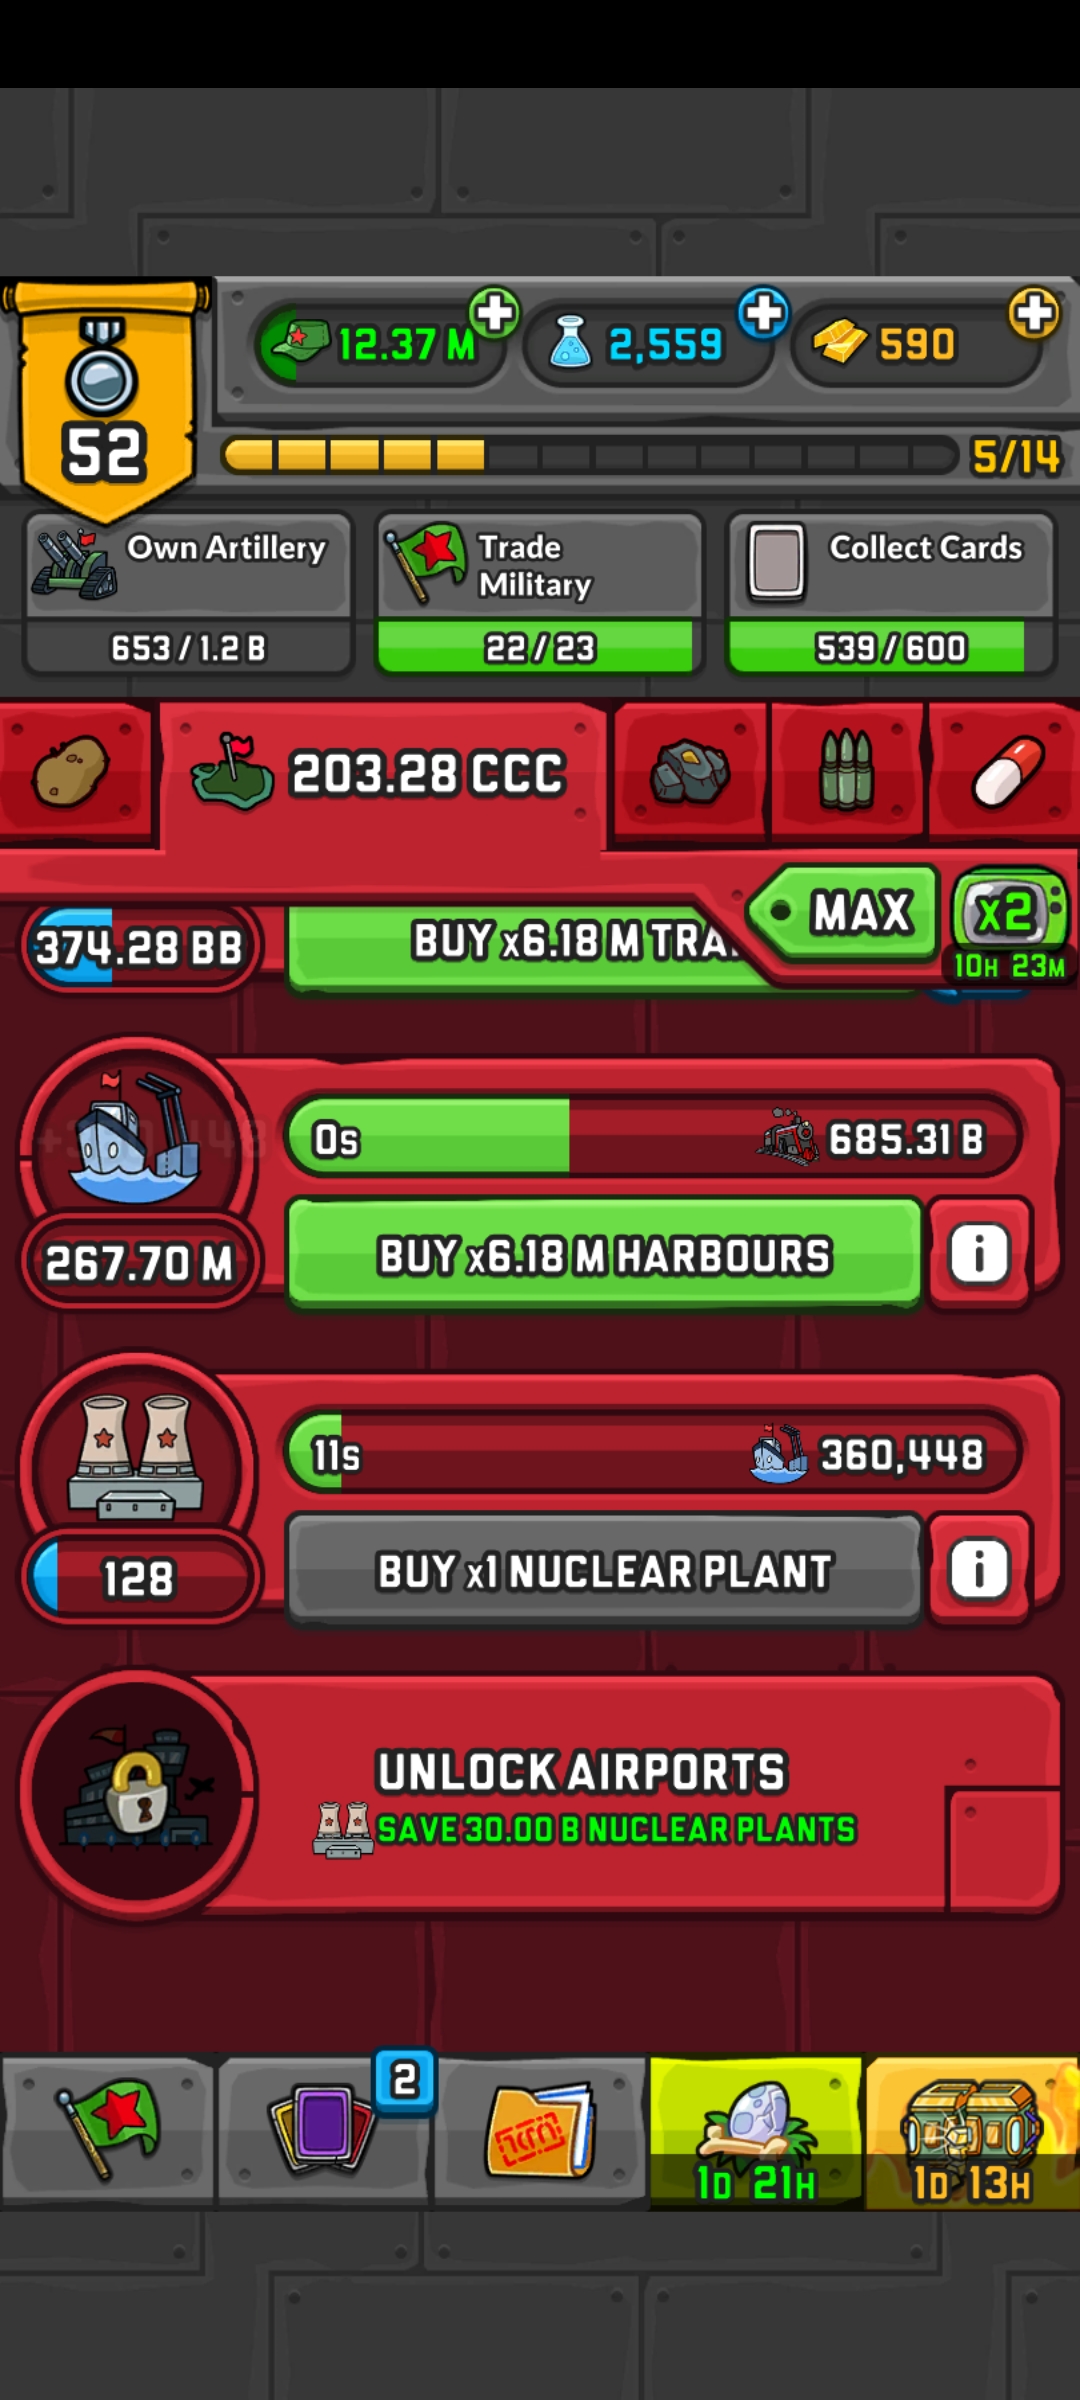 12.37 M
2,559
590
52
5/14
Own Artillery
653 / 1.2 B
Trade
Military
22 / 23
Collect Cards
539 / 600
203.28 CCC
MAX
x2
10H 23M
374.28 BB
BUY x6.18 M
0s
685.31 B
267.70 M
BUY x6.18 M HARBOURS
i
11s
360,448
128
BUY x1 NUCLEAR PLANT
i
UNLOCK AIRPORTS
SAVE 30.00 B NUCLEAR PLANTS
2
1D 21H
1D 13H